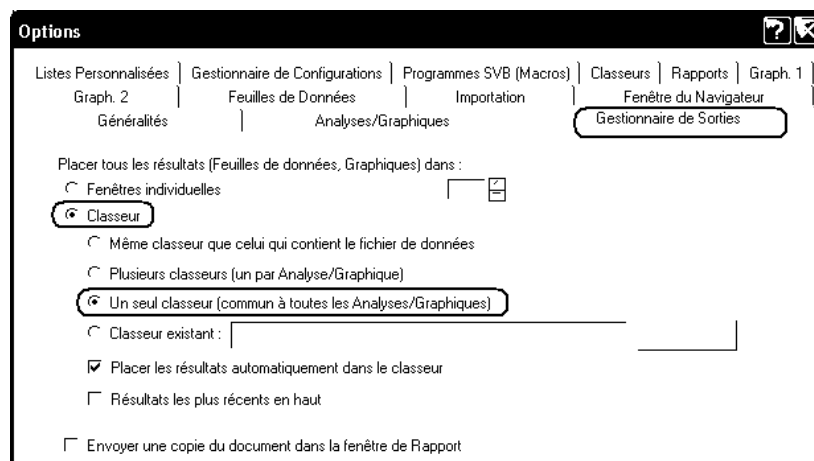 Options
Listes Personnalisées Gestionnaire de Configurations Programmes SVB (Macros) Classeurs Rapports Graph. 1
Graph. 2 Feuilles de Données Importation Fenêtre du Navigateur
Généralités Analyses/Graphiques Gestionnaire de Sorties
Placer tous les résultats (Feuilles de données, Graphiques) dans :
Fenêtres individuelles
Classeur
Même classeur que celui qui contient le fichier de données
Plusieurs classeurs (un par Analyse/Graphique)
Un seul classeur (commun à toutes les Analyses/Graphiques)
Classeur existant :
Placer les résultats automatiquement dans le classeur
Résultats les plus récents en haut
Envoyer une copie du document dans la fenêtre de Rapport